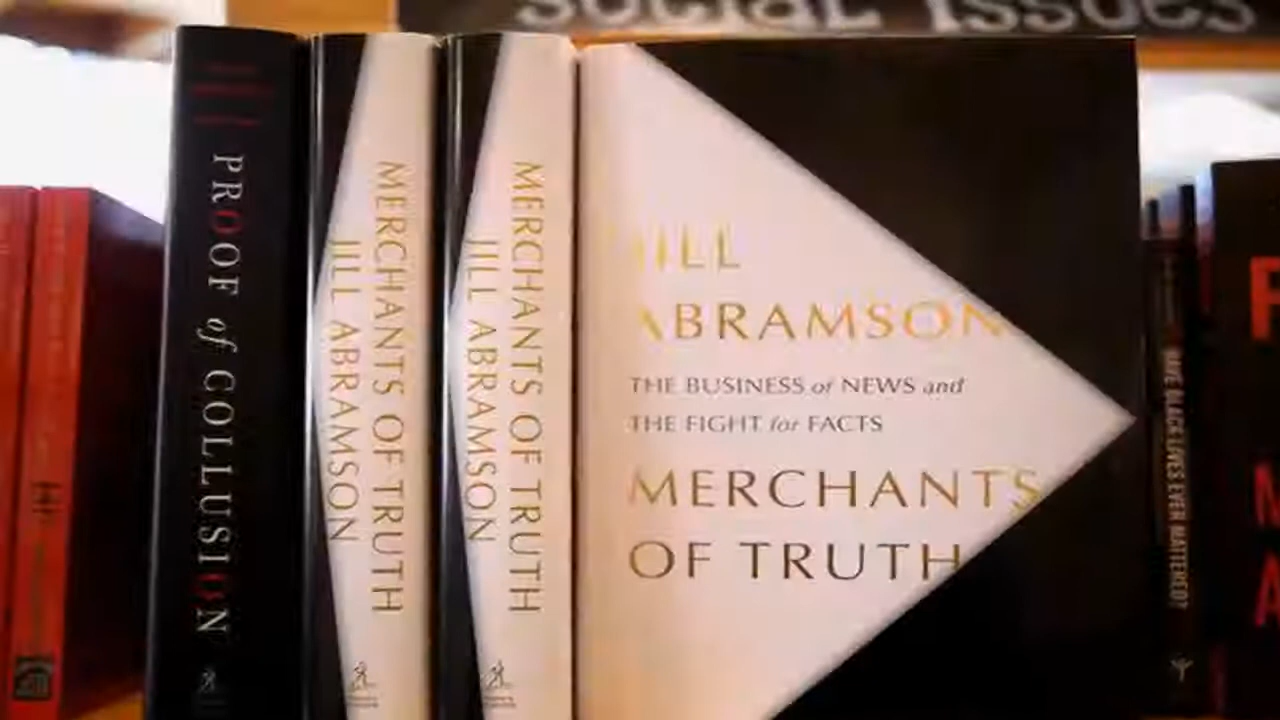 social issues
PROOF of COLLUSION
MERCHANTS OF TRUTH
JILL ABRAMSON
MERCHANTS OF TRUTH
JILL ABRAMSON
JILL
ABRAMSON
THE BUSINESS of NEWS and
THE FIGHT for FACTS
MERCHANTS
OF TRUTH
HAVE BLACK LIVES EVER MATTERED?